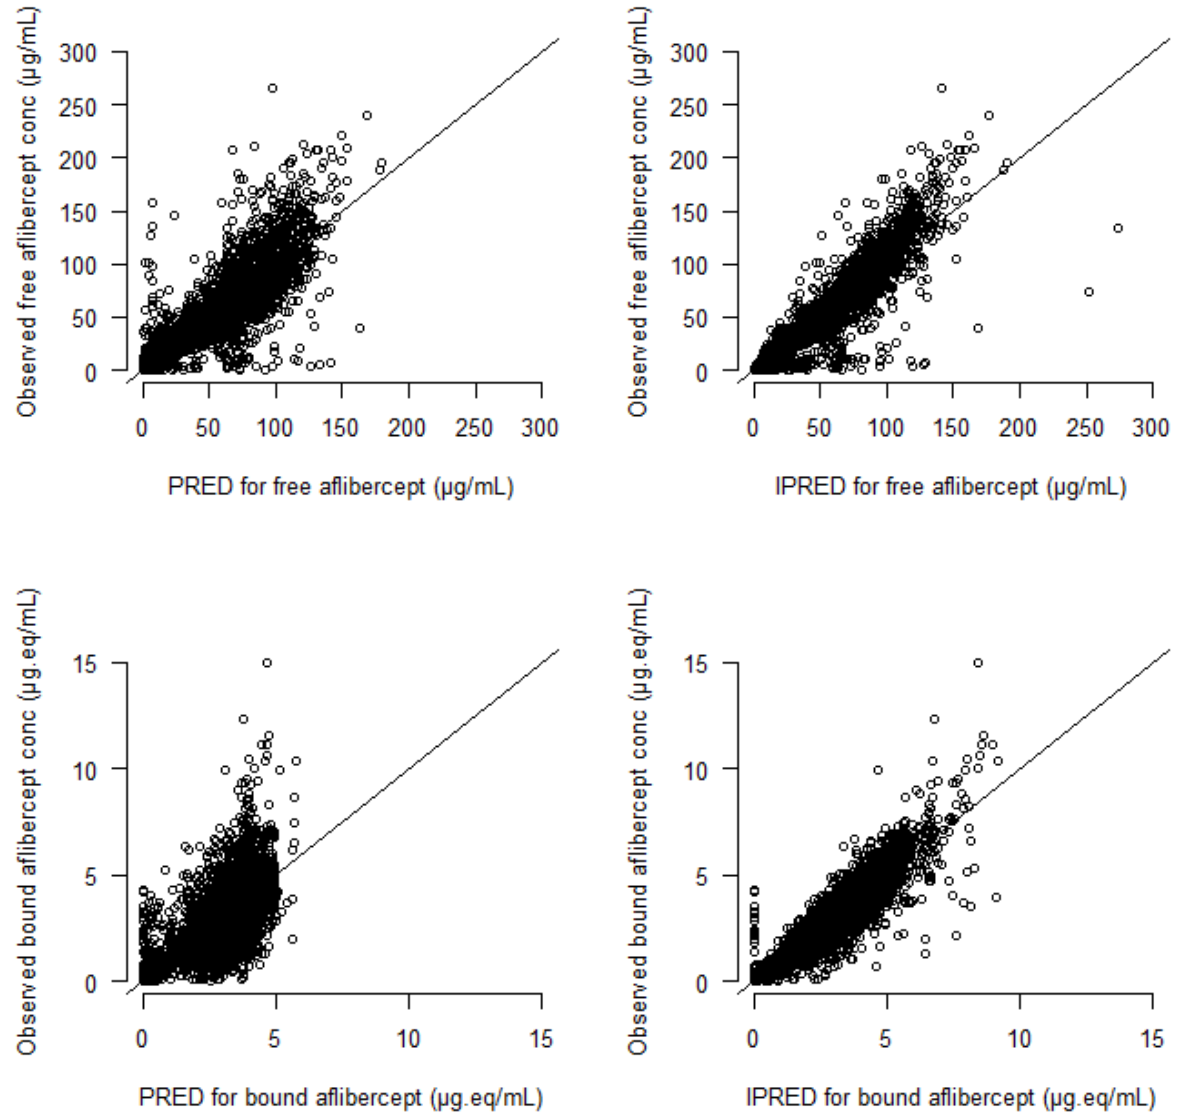 Observed free aflibercept conc (µg/mL)
300
250
200
150
100
50
0
0 50 100 150 200 250 300
PRED for free aflibercept (µg/mL)
Observed free aflibercept conc (µg/mL)
300
250
200
150
100
50
0
0 50 100 150 200 250 300
IPRED for free aflibercept (µg/mL)
Observed bound aflibercept conc (µg.eq/mL)
15
10
5
0
0 5 10 15
PRED for bound aflibercept (µg.eq/mL)
Observed bound aflibercept conc (µg.eq/mL)
15
10
5
0
0 5 10 15
IPRED for bound aflibercept (µg.eq/mL)